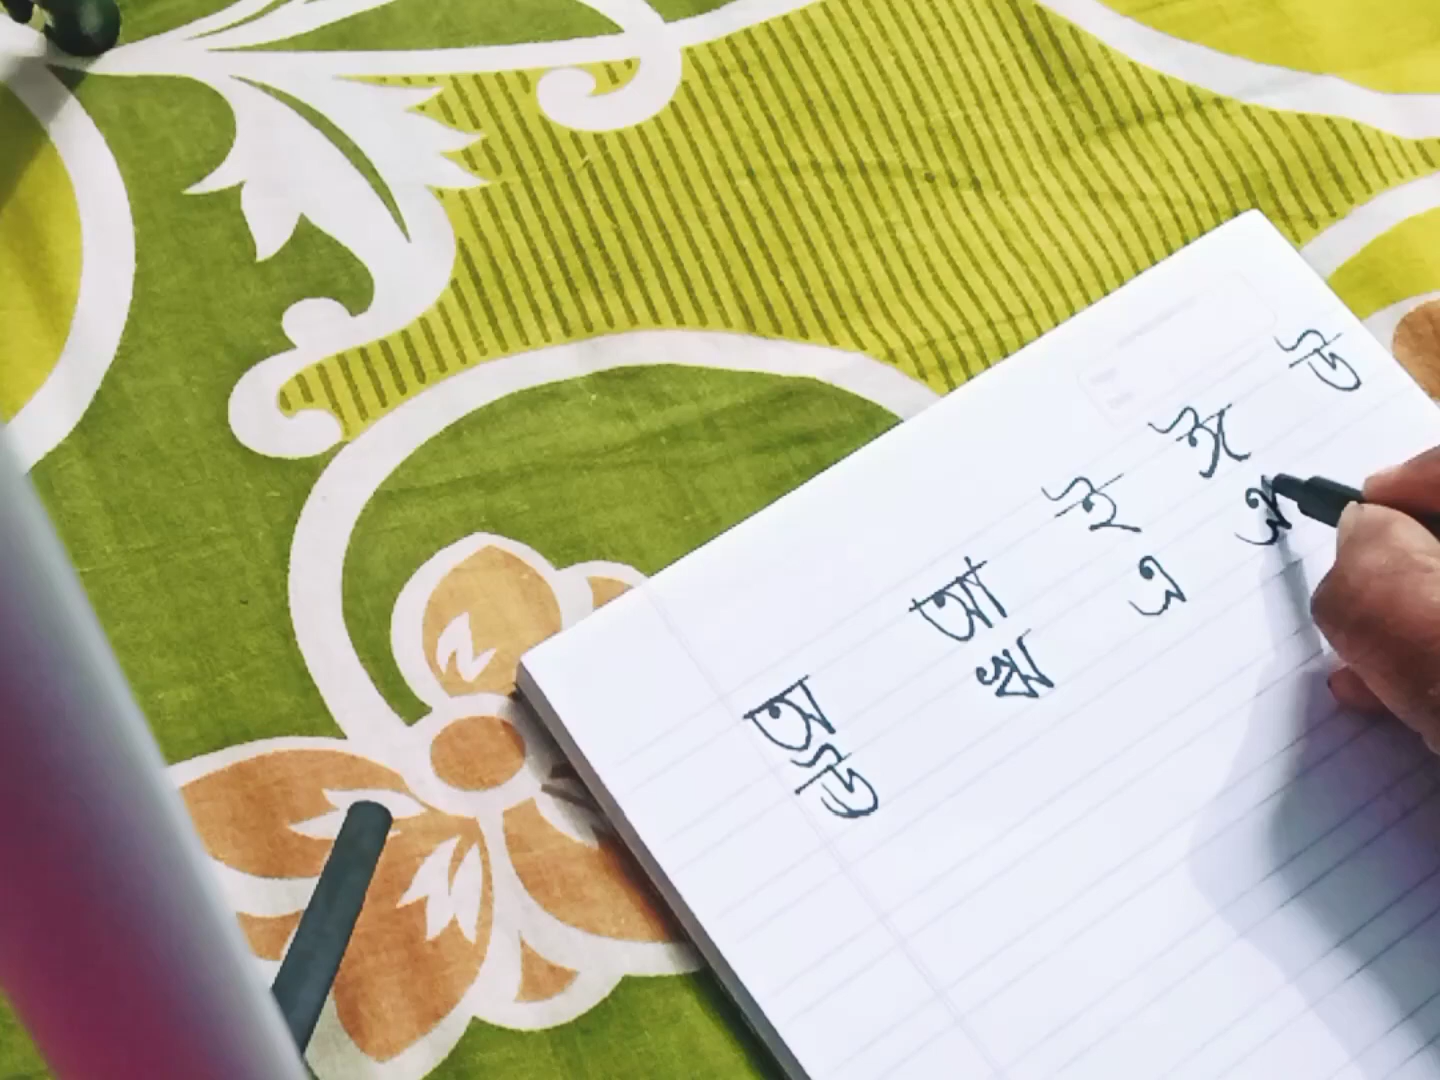 অ আ ই ঈ উ
ঊ ঋ এ ঐ